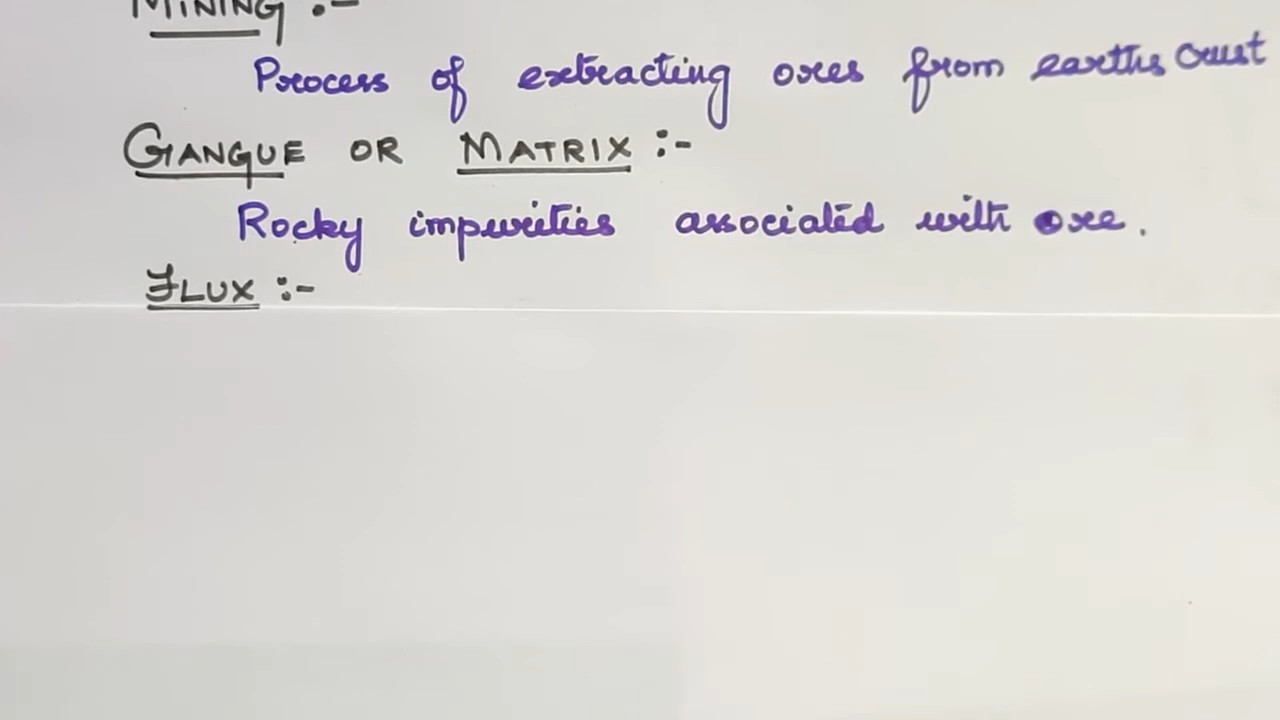 MINING :-
Process of extracting ores from earths crust
GANGUE OR MATRIX :-
Rocky impurities associated with ore.
FLUX :-